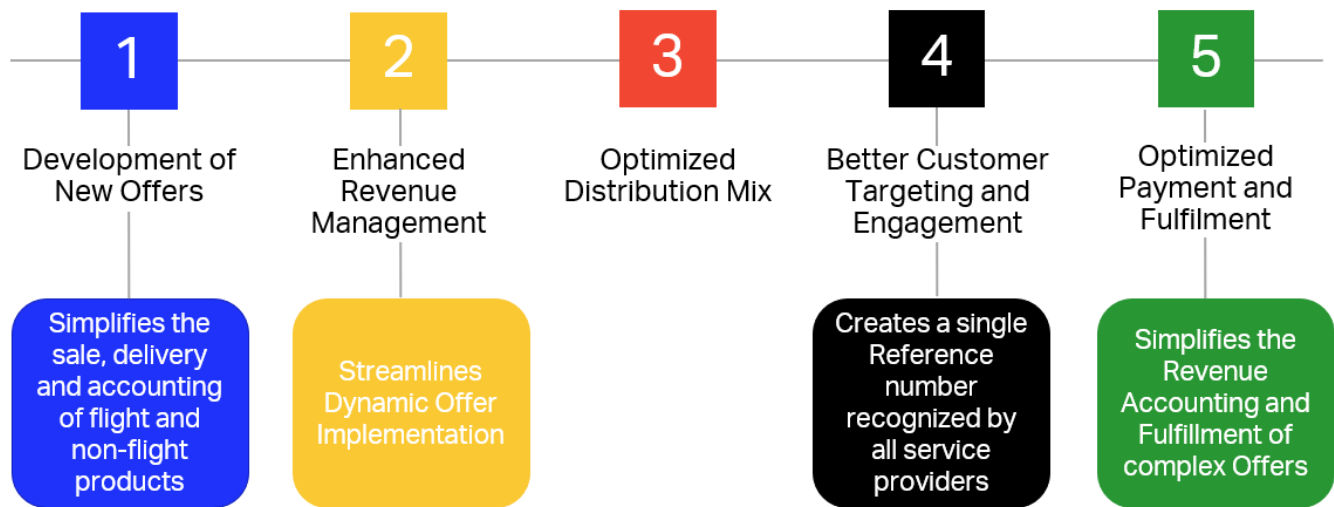 1
Development of
New Offers
Simplifies the
sale, delivery
and accounting
of flight and
non-flight
products
2
Enhanced
Revenue
Management
Streamlines
Dynamic Offer
Implementation
3
Optimized
Distribution Mix
4
Better Customer
Targeting and
Engagement
Creates a single
Reference
number
recognized by
all service
providers
5
Optimized
Payment and
Fulfilment
Simplifies the
Revenue
Accounting and
Fulfillment of
complex Offers